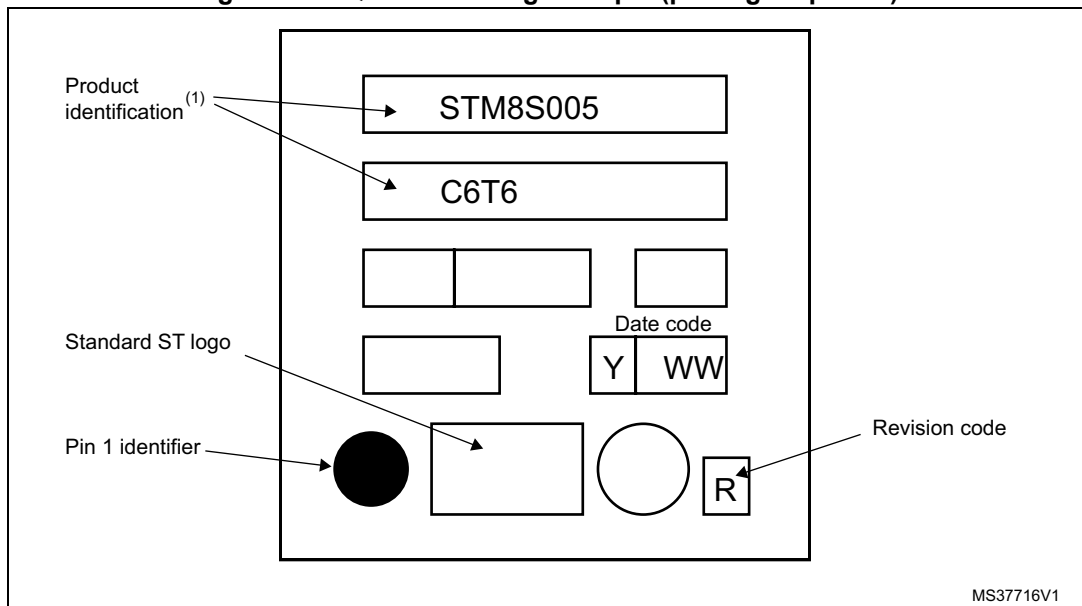 Product
identification(1)
STM8S005
C6T6
Date code
Standard ST logo
Y WW
Pin 1 identifier
Revision code
R
MS37716V1